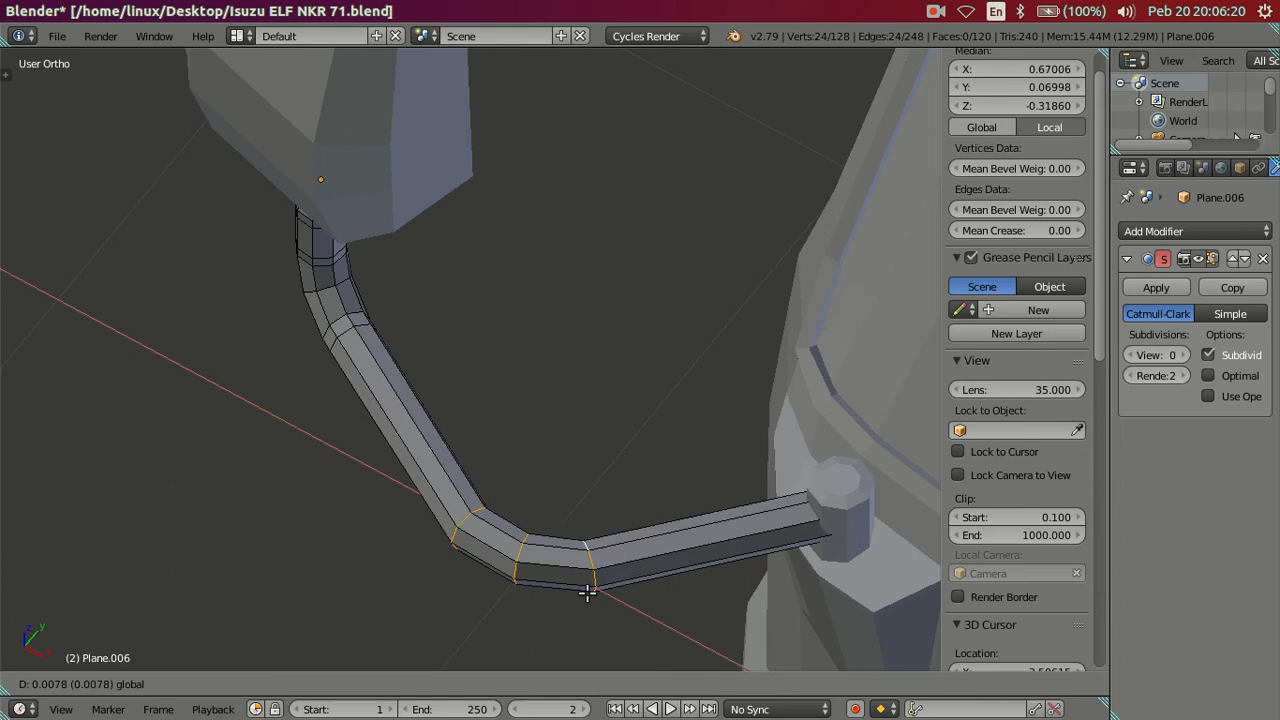 Blender* [/home/linux/Desktop/Isuzu ELF NKR 71.blend]
En
(100%)
Peb 20 20:06:20
File
Render
Window
Help
Default
Scene
Cycles Render
v2.79 | Verts:24/128 | Edges:24/248 | Faces:0/120 | Tris:240 | Mem:15.44M (12.29M) | Plane.006
User Ortho
Median:
X: 0.67006
Y: 0.06998
Z: -0.31860
Global
Local
Vertices Data:
Mean Bevel Weig: 0.00
Edges Data:
Mean Bevel Weig: 0.00
Mean Crease: 0.00
Grease Pencil Layers
Scene
Object
New
New Layer
View
Lens: 35.000
Lock to Object:
Lock to Cursor
Lock Camera to View
Clip:
Start: 0.100
End: 1000.000
Local Camera:
Camera
Render Border
3D Cursor
Location:
View
Search
All Sc
Scene
RenderL
World
Plane.006
Add Modifier
S
Apply
Copy
Catmull-Clark
Simple
Subdivisions:
Options:
View: 0
Subdivid
Rende:2
Optimal
Use Ope
z
y
(2) Plane.006
D: 0.0078 (0.0078) global
View
Marker
Frame
Playback
Start: 1
End: 250
2
No Sync